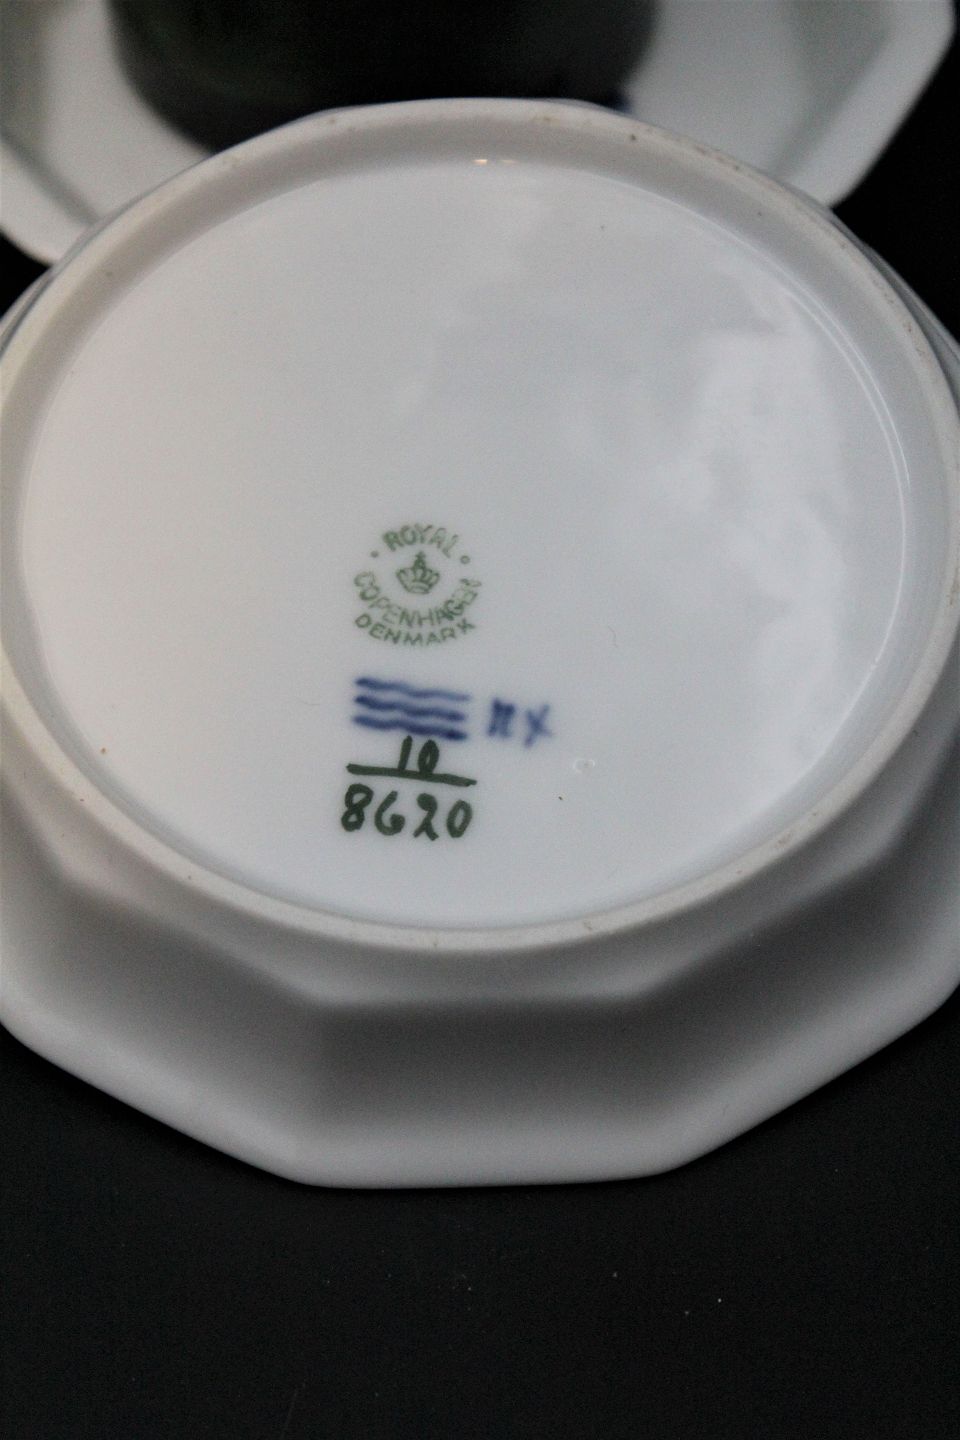 ROYAL
COPENHAGEN
DENMARK
10
8620